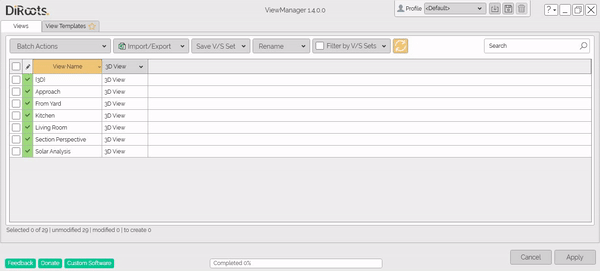 DiRoots.
ViewManager 1.4.0.0
Profile <Default>
?
Views View Templates
Batch Actions Import/Export Save V/S Set Rename Filter by V/S Sets Search
View Name 3D View
{3D} 3D View
Approach 3D View
From Yard 3D View
Kitchen 3D View
Living Room 3D View
Section Perspective 3D View
Solar Analysis 3D View
Selected 0 of 29 | unmodified 29 | modified 0 | to create 0
Feedback Donate Custom Software Completed 0% Cancel Apply